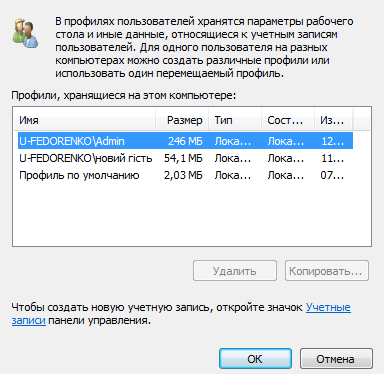 В профилях пользователей хранятся параметры рабочего
стола и иные данные, относящиеся к учетным записям
пользователей. Для одного пользователя на разных
компьютерах можно создать различные профили или
использовать один перемещаемый профиль.
Профили, хранящиеся на этом компьютере:
Имя Размер Тип Сост... Из...
U-FEDORENKO\Admin 246 МБ Лока... Лока... 12...
U-FEDORENKO\новий гість 54,1 МБ Лока... Лока... 11...
Профиль по умолчанию 2,03 МБ Лока... Лока... 07...
Удалить Копировать...
Чтобы создать новую учетную запись, откройте значок Учетные
записи панели управления.
ОК Отмена